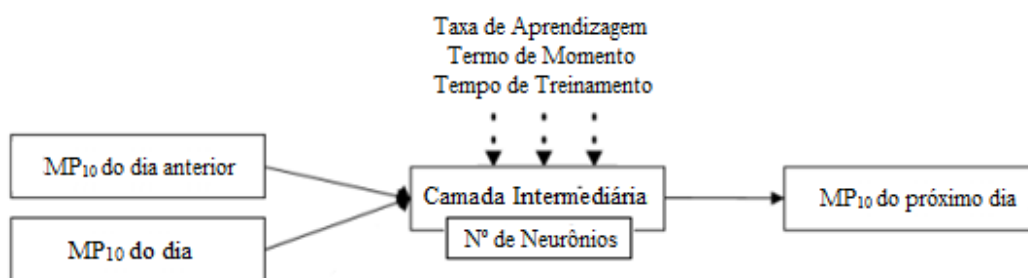 Taxa de Aprendizagem
Termo de Momento
Tempo de Treinamento
MP₁₀ do dia anterior
MP₁₀ do dia
Camada Intermediária
Nº de Neurônios
MP₁₀ do próximo dia